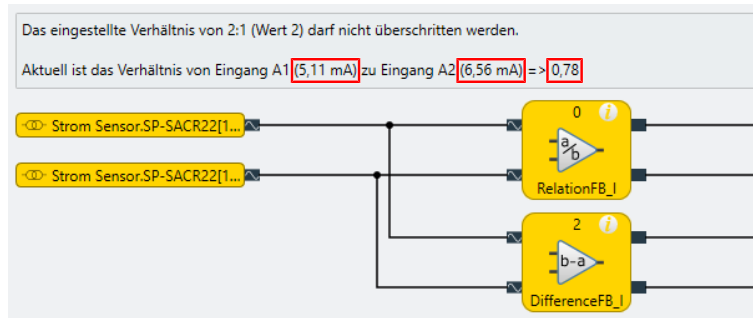 Das eingestellte Verhältnis von 2:1 (Wert 2) darf nicht überschritten werden.
Aktuell ist das Verhältnis von Eingang A1 (5,11 mA) zu Eingang A2 (6,56 mA) => 0,78
0 i
Strom Sensor.SP-SACR22[1...
a/b
Strom Sensor.SP-SACR22[1...
RelationFB_I
2 i
b-a
DifferenceFB_I